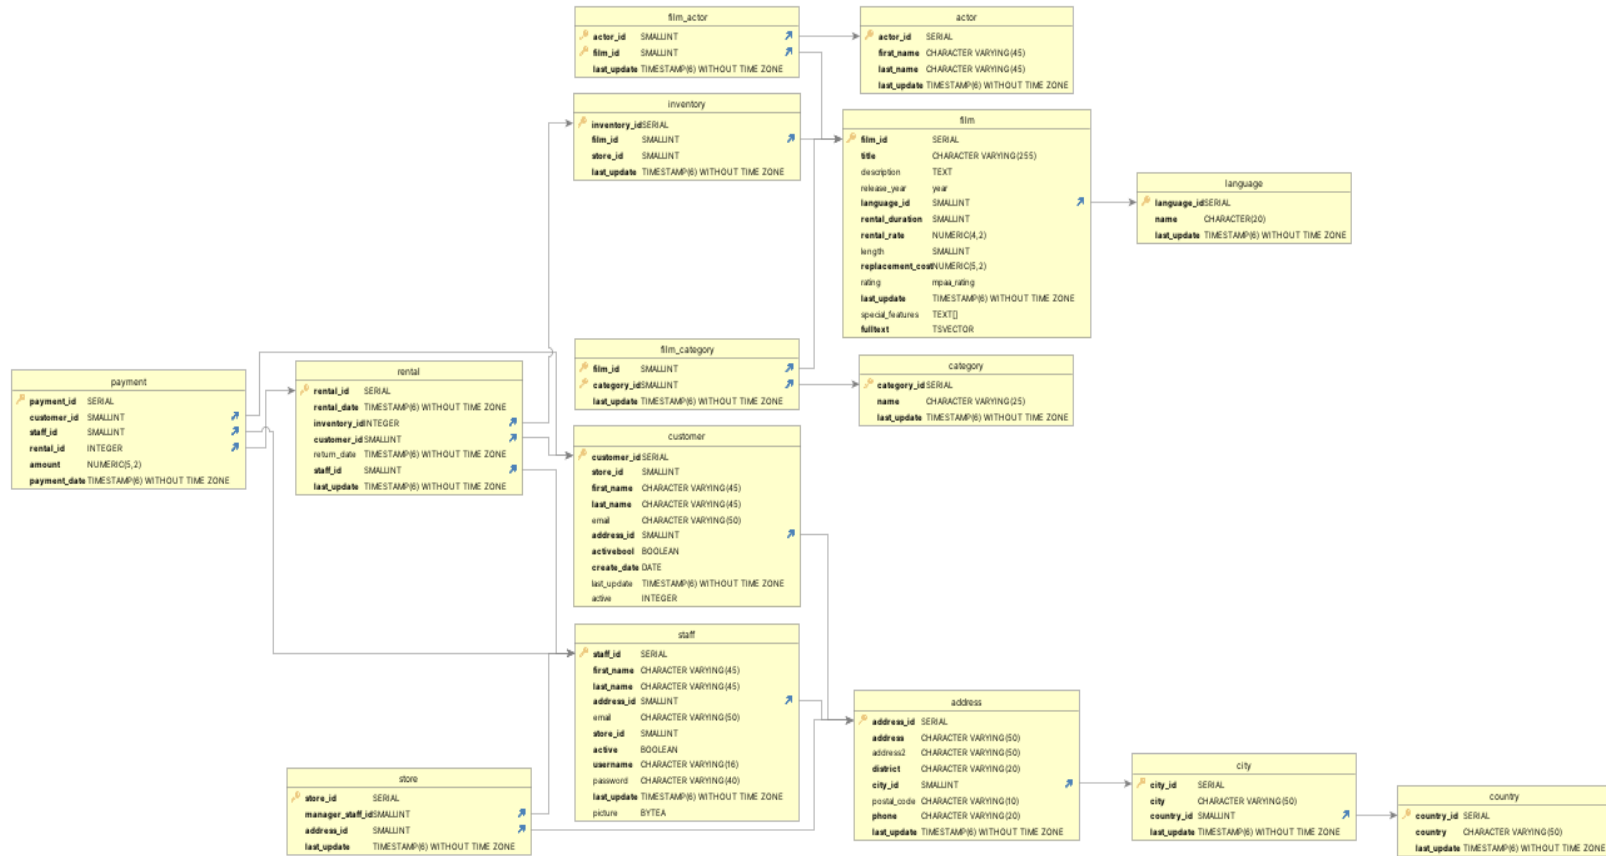 film_actor
actor_id SMALLINT
film_id SMALLINT
last_update TIMESTAMP(6) WITHOUT TIME ZONE
actor
actor_id SERIAL
first_name CHARACTER VARYING(45)
last_name CHARACTER VARYING(45)
last_update TIMESTAMP(6) WITHOUT TIME ZONE
inventory
inventory_id SERIAL
film_id SMALLINT
store_id SMALLINT
last_update TIMESTAMP(6) WITHOUT TIME ZONE
film
film_id SERIAL
title CHARACTER VARYING(255)
description TEXT
release_year year
language_id SMALLINT
rental_duration SMALLINT
rental_rate NUMERIC(4,2)
length SMALLINT
replacement_cost NUMERIC(5,2)
rating mpaa_rating
last_update TIMESTAMP(6) WITHOUT TIME ZONE
special_features TEXT[]
fulltext TSVECTOR
language
language_id SERIAL
name CHARACTER(20)
last_update TIMESTAMP(6) WITHOUT TIME ZONE
film_category
film_id SMALLINT
category_id SMALLINT
last_update TIMESTAMP(6) WITHOUT TIME ZONE
category
category_id SERIAL
name CHARACTER VARYING(25)
last_update TIMESTAMP(6) WITHOUT TIME ZONE
payment
payment_id SERIAL
customer_id SMALLINT
staff_id SMALLINT
rental_id INTEGER
amount NUMERIC(5,2)
payment_date TIMESTAMP(6) WITHOUT TIME ZONE
rental
rental_id SERIAL
rental_date TIMESTAMP(6) WITHOUT TIME ZONE
inventory_id INTEGER
customer_id SMALLINT
return_date TIMESTAMP(6) WITHOUT TIME ZONE
staff_id SMALLINT
last_update TIMESTAMP(6) WITHOUT TIME ZONE
customer
customer_id SERIAL
store_id SMALLINT
first_name CHARACTER VARYING(45)
last_name CHARACTER VARYING(45)
email CHARACTER VARYING(50)
address_id SMALLINT
activebool BOOLEAN
create_date DATE
last_update TIMESTAMP(6) WITHOUT TIME ZONE
active INTEGER
staff
staff_id SERIAL
first_name CHARACTER VARYING(45)
last_name CHARACTER VARYING(45)
address_id SMALLINT
email CHARACTER VARYING(50)
store_id SMALLINT
active BOOLEAN
username CHARACTER VARYING(16)
password CHARACTER VARYING(40)
last_update TIMESTAMP(6) WITHOUT TIME ZONE
picture BYTEA
store
store_id SERIAL
manager_staff_id SMALLINT
address_id SMALLINT
last_update TIMESTAMP(6) WITHOUT TIME ZONE
address
address_id SERIAL
address CHARACTER VARYING(50)
address2 CHARACTER VARYING(50)
district CHARACTER VARYING(20)
city_id SMALLINT
postal_code CHARACTER VARYING(10)
phone CHARACTER VARYING(20)
last_update TIMESTAMP(6) WITHOUT TIME ZONE
city
city_id SERIAL
city CHARACTER VARYING(50)
country_id SMALLINT
last_update TIMESTAMP(6) WITHOUT TIME ZONE
country
country_id SERIAL
country CHARACTER VARYING(50)
last_update TIMESTAMP(6) WITHOUT TIME ZONE